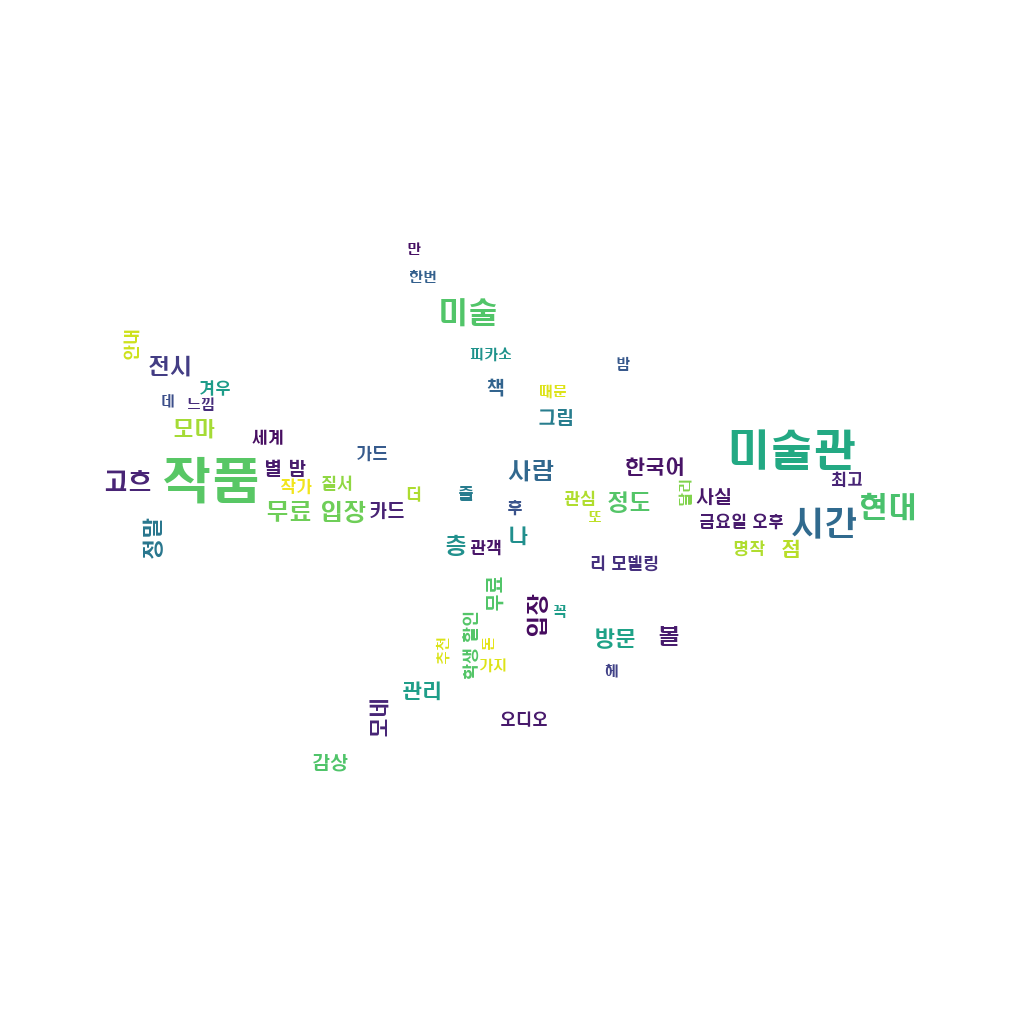 만
한번
미술
안내
피카소
전시
밤
책
겨우
때문
데
느낌
그림
모마
세계
미술관
가드
고흐
작품
별 밤
사람
한국어
최고
작가
질서
더
줄
관심
달리
사실
무료 입장
카드
후
정도
현대
또
금요일 오후
시간
정말
층
관객
나
명작
점
리 모델링
무료
입장
꼭
학생 할인
추천
방문
볼
가지
헤
관리
모네
오디오
감상